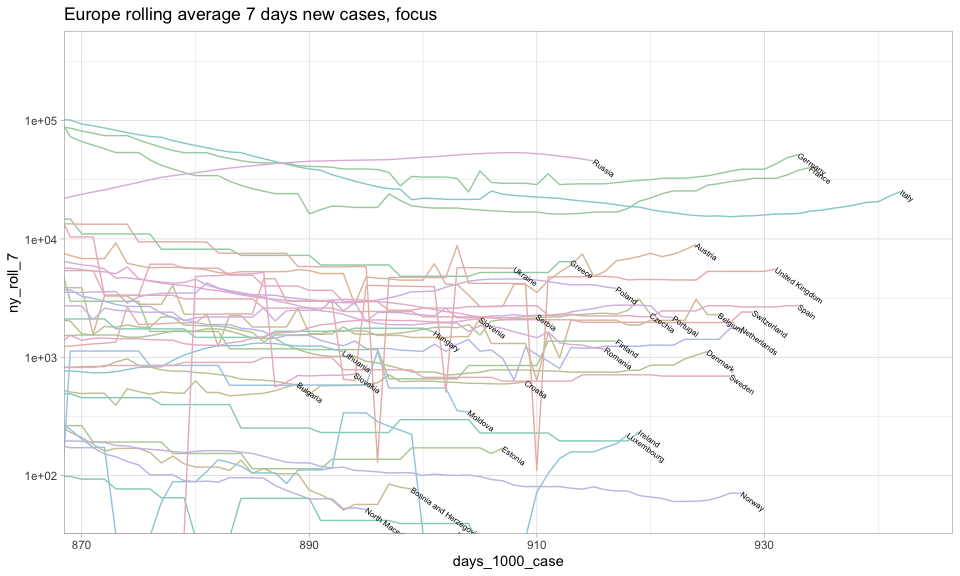 Europe rolling average 7 days new cases, focus
1e+05
1e+04
1e+03
1e+02
ny_roll_7
Germany
France
Russia
Italy
Austria
Ukraine
Greece
United Kingdom
Poland
Spain
Serbia
Czechia
Portugal
Belgium
Switzerland
Netherlands
Slovenia
Hungary
Finland
Romania
Denmark
Lithuania
Slovakia
Bulgaria
Croatia
Sweden
Moldova
Ireland
Luxembourg
Estonia
Bosnia and Herzegovi
North Mace
Norway
870
890
910
930
days_1000_case